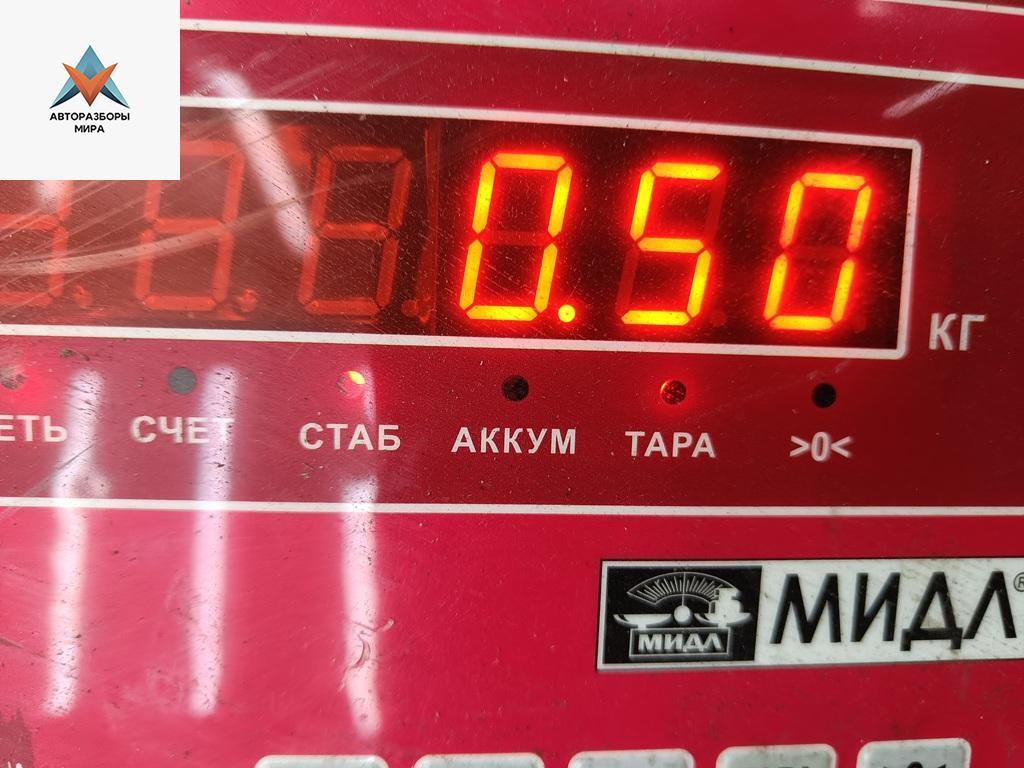 АВТОРАЗБОРЫ
МИРА
0.50
КГ
СЧЕТ
СТАБ
АККУМ
ТАРА
>0<
МИДЛ
МИДЛ®